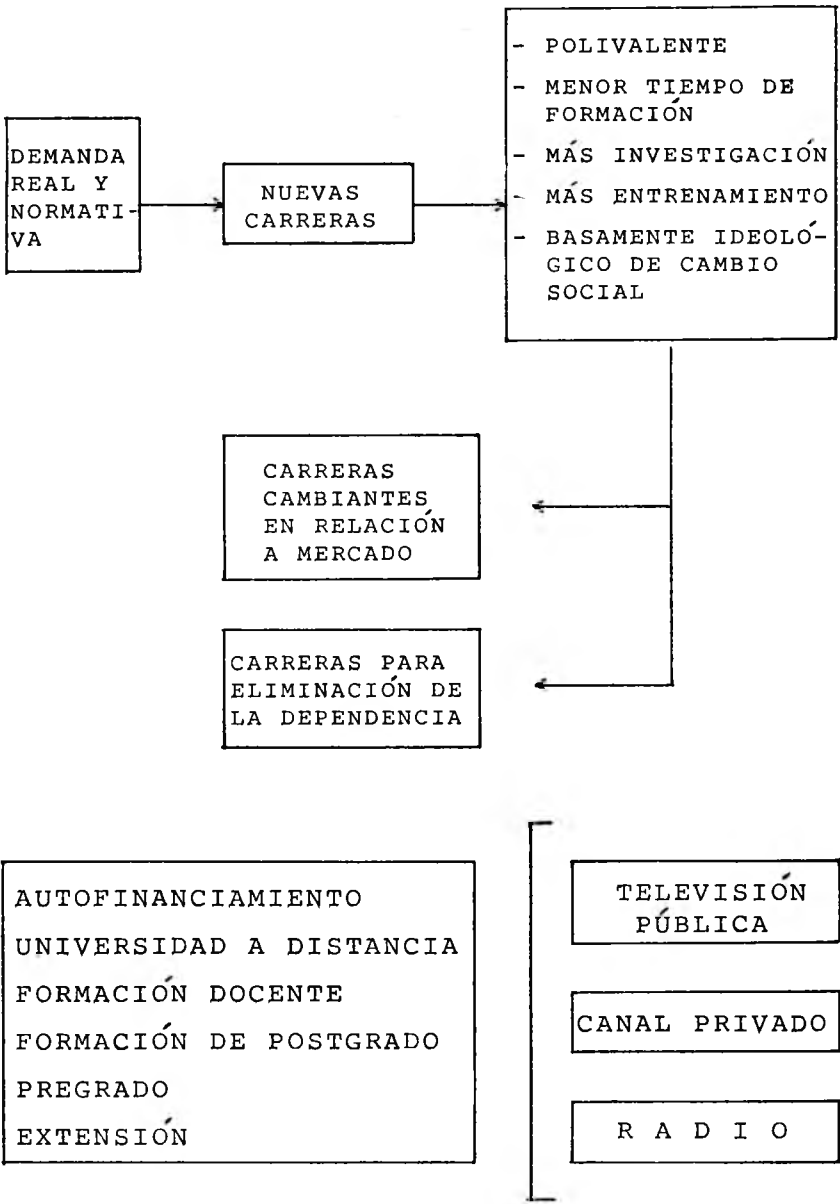 DEMANDA
REAL Y
NORMATI-
VA
NUEVAS
CARRERAS
- POLIVALENTE
- MENOR TIEMPO DE
FORMACIÓN
- MÁS INVESTIGACIÓN
- MÁS ENTRENAMIENTO
- BASAMENTE IDEOLÓ-
GICO DE CAMBIO
SOCIAL
CARRERAS
CAMBIANTES
EN RELACIÓN
A MERCADO
CARRERAS PARA
ELIMINACIÓN DE
LA DEPENDENCIA
AUTOFINANCIAMIENTO
UNIVERSIDAD A DISTANCIA
FORMACIÓN DOCENTE
FORMACIÓN DE POSTGRADO
PREGRADO
EXTENSIÓN
TELEVISIÓN
PÚBLICA
CANAL PRIVADO
R A D I O